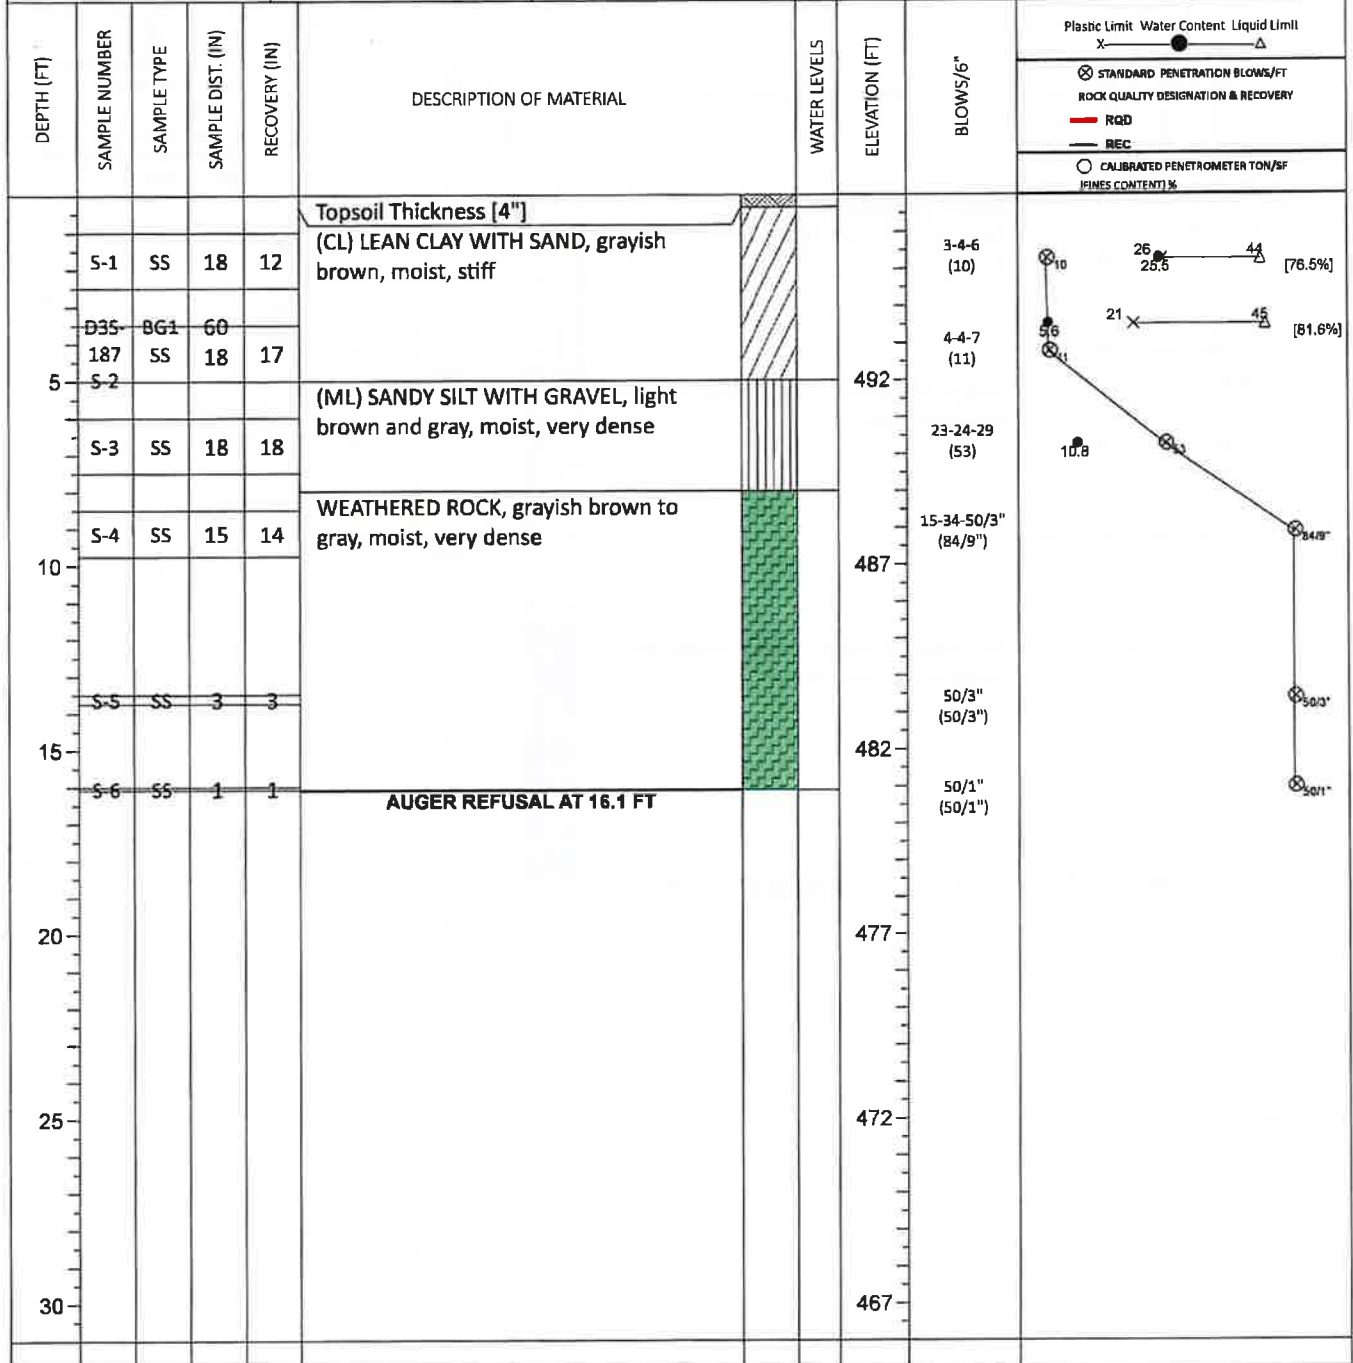 DEPTH (FT)
SAMPLE NUMBER
SAMPLE TYPE
SAMPLE DIST. (IN)
RECOVERY (IN)
DESCRIPTION OF MATERIAL
WATER LEVELS
ELEVATION (FT)
BLOWS/6"
Plastic Limit Water Content Liquid Limit
X Δ
STANDARD PENETRATION BLOWS/FT
ROCK QUALITY DESIGNATION & RECOVERY
RQD
REC
CALIBRATED PENETROMETER TON/SF
[FINES CONTENT] %
Topsoil Thickness [4"]
(CL) LEAN CLAY WITH SAND, grayish
brown, moist, stiff
S-1 SS 18 12
3-4-6
(10)
10
26 44
25.5
[76.5%]
D3S- BG1 60
187 SS 18 17
S-2
4-4-7
(11)
5.6
11
21 45
[81.6%]
5
492
(ML) SANDY SILT WITH GRAVEL, light
brown and gray, moist, very dense
S-3 SS 18 18
23-24-29
(53)
10.8
53
WEATHERED ROCK, grayish brown to
gray, moist, very dense
S-4 SS 15 14
15-34-50/3"
(84/9")
84/9"
10
487
S-5 SS 3 3
50/3"
(50/3")
50/3"
15
482
S-6 SS 1 1
50/1"
(50/1")
50/1"
AUGER REFUSAL AT 16.1 FT
20
477
25
472
30
467